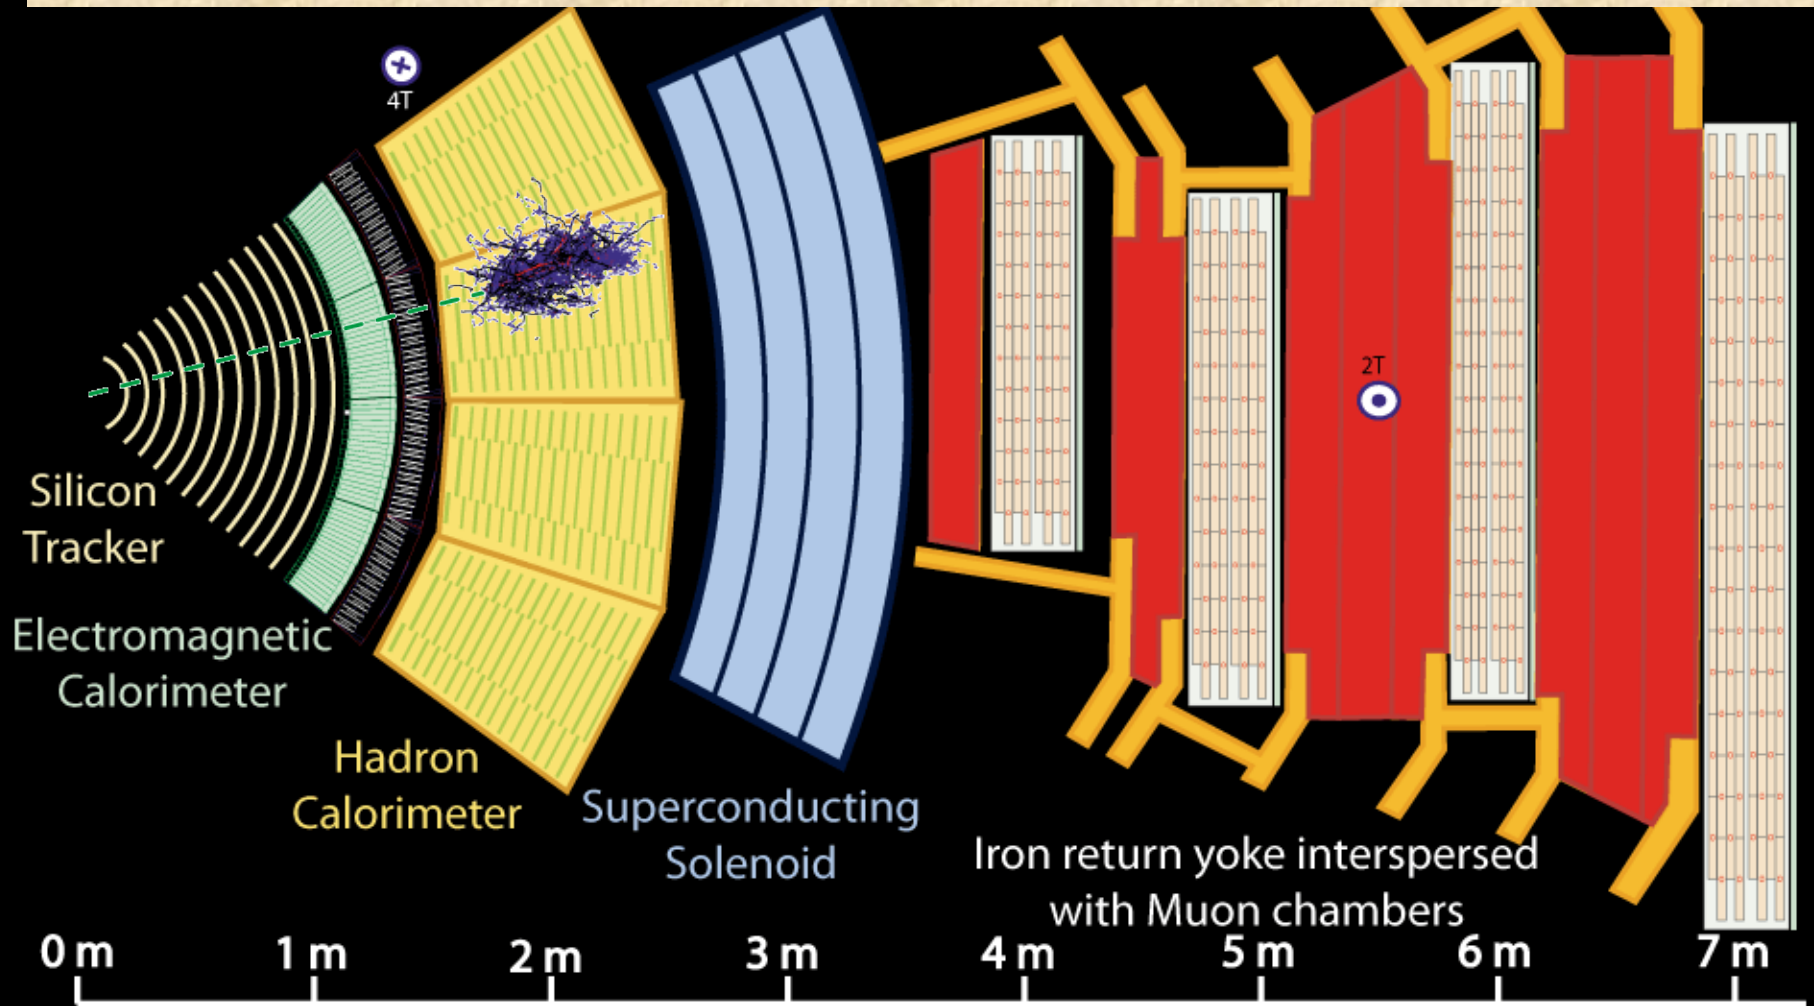 4T
2T
Silicon
Tracker
Electromagnetic
Calorimeter
Hadron
Calorimeter
Superconducting
Solenoid
Iron return yoke interspersed
with Muon chambers
0 m 1 m 2 m 3 m 4 m 5 m 6 m 7 m